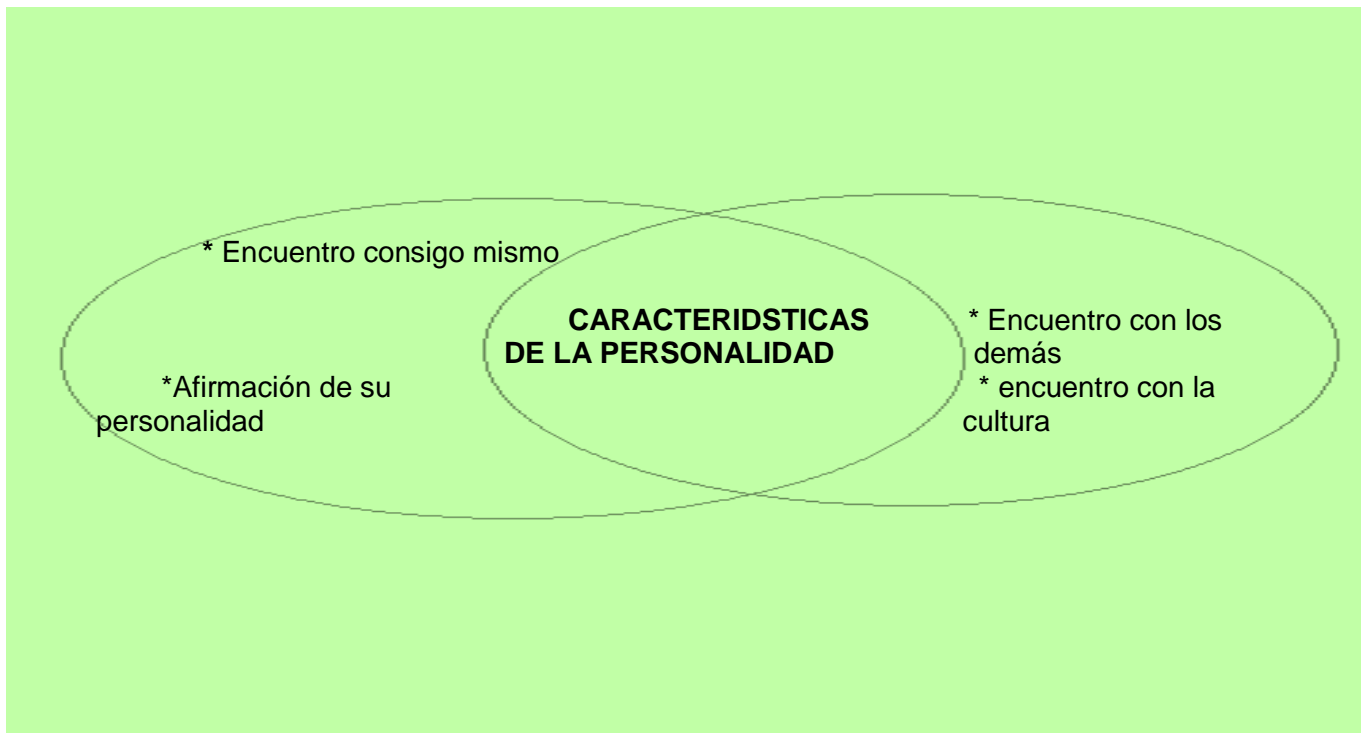 * Encuentro consigo mismo
CARACTERIDSTICAS
DE LA PERSONALIDAD
* Encuentro con los
demás
*Afirmación de su
personalidad
* encuentro con la
cultura